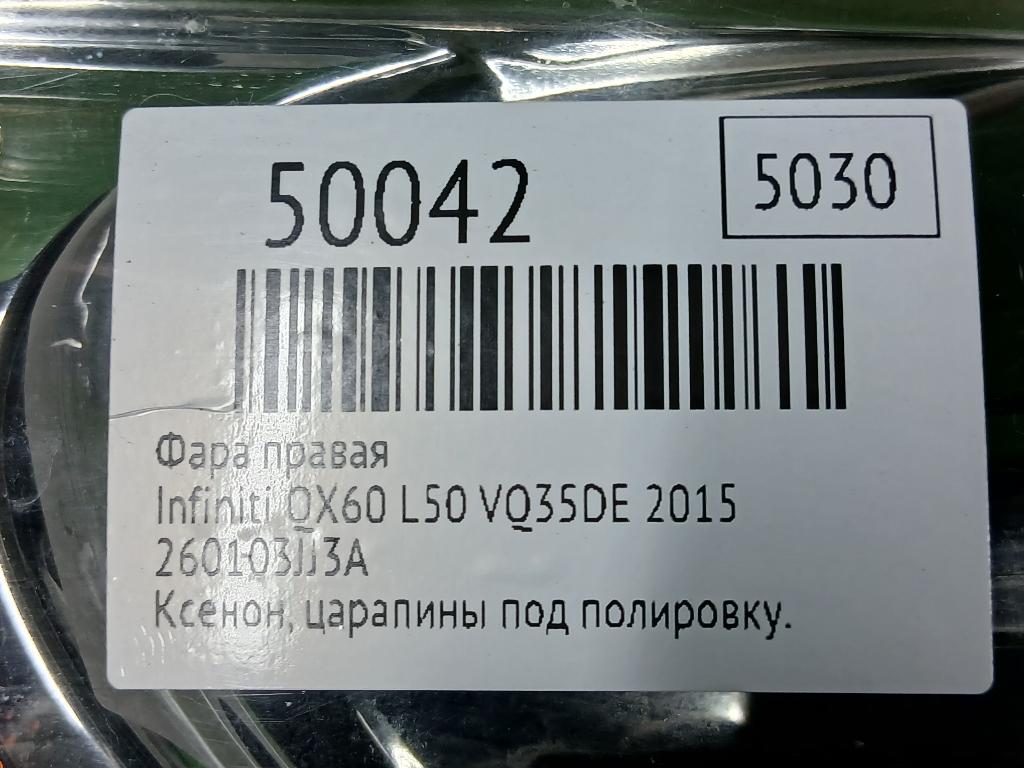 50042
5030
Фара правая
Infiniti QX60 L50 VQ35DE 2015
260103JJ3A
Ксенон, царапины под полировку.